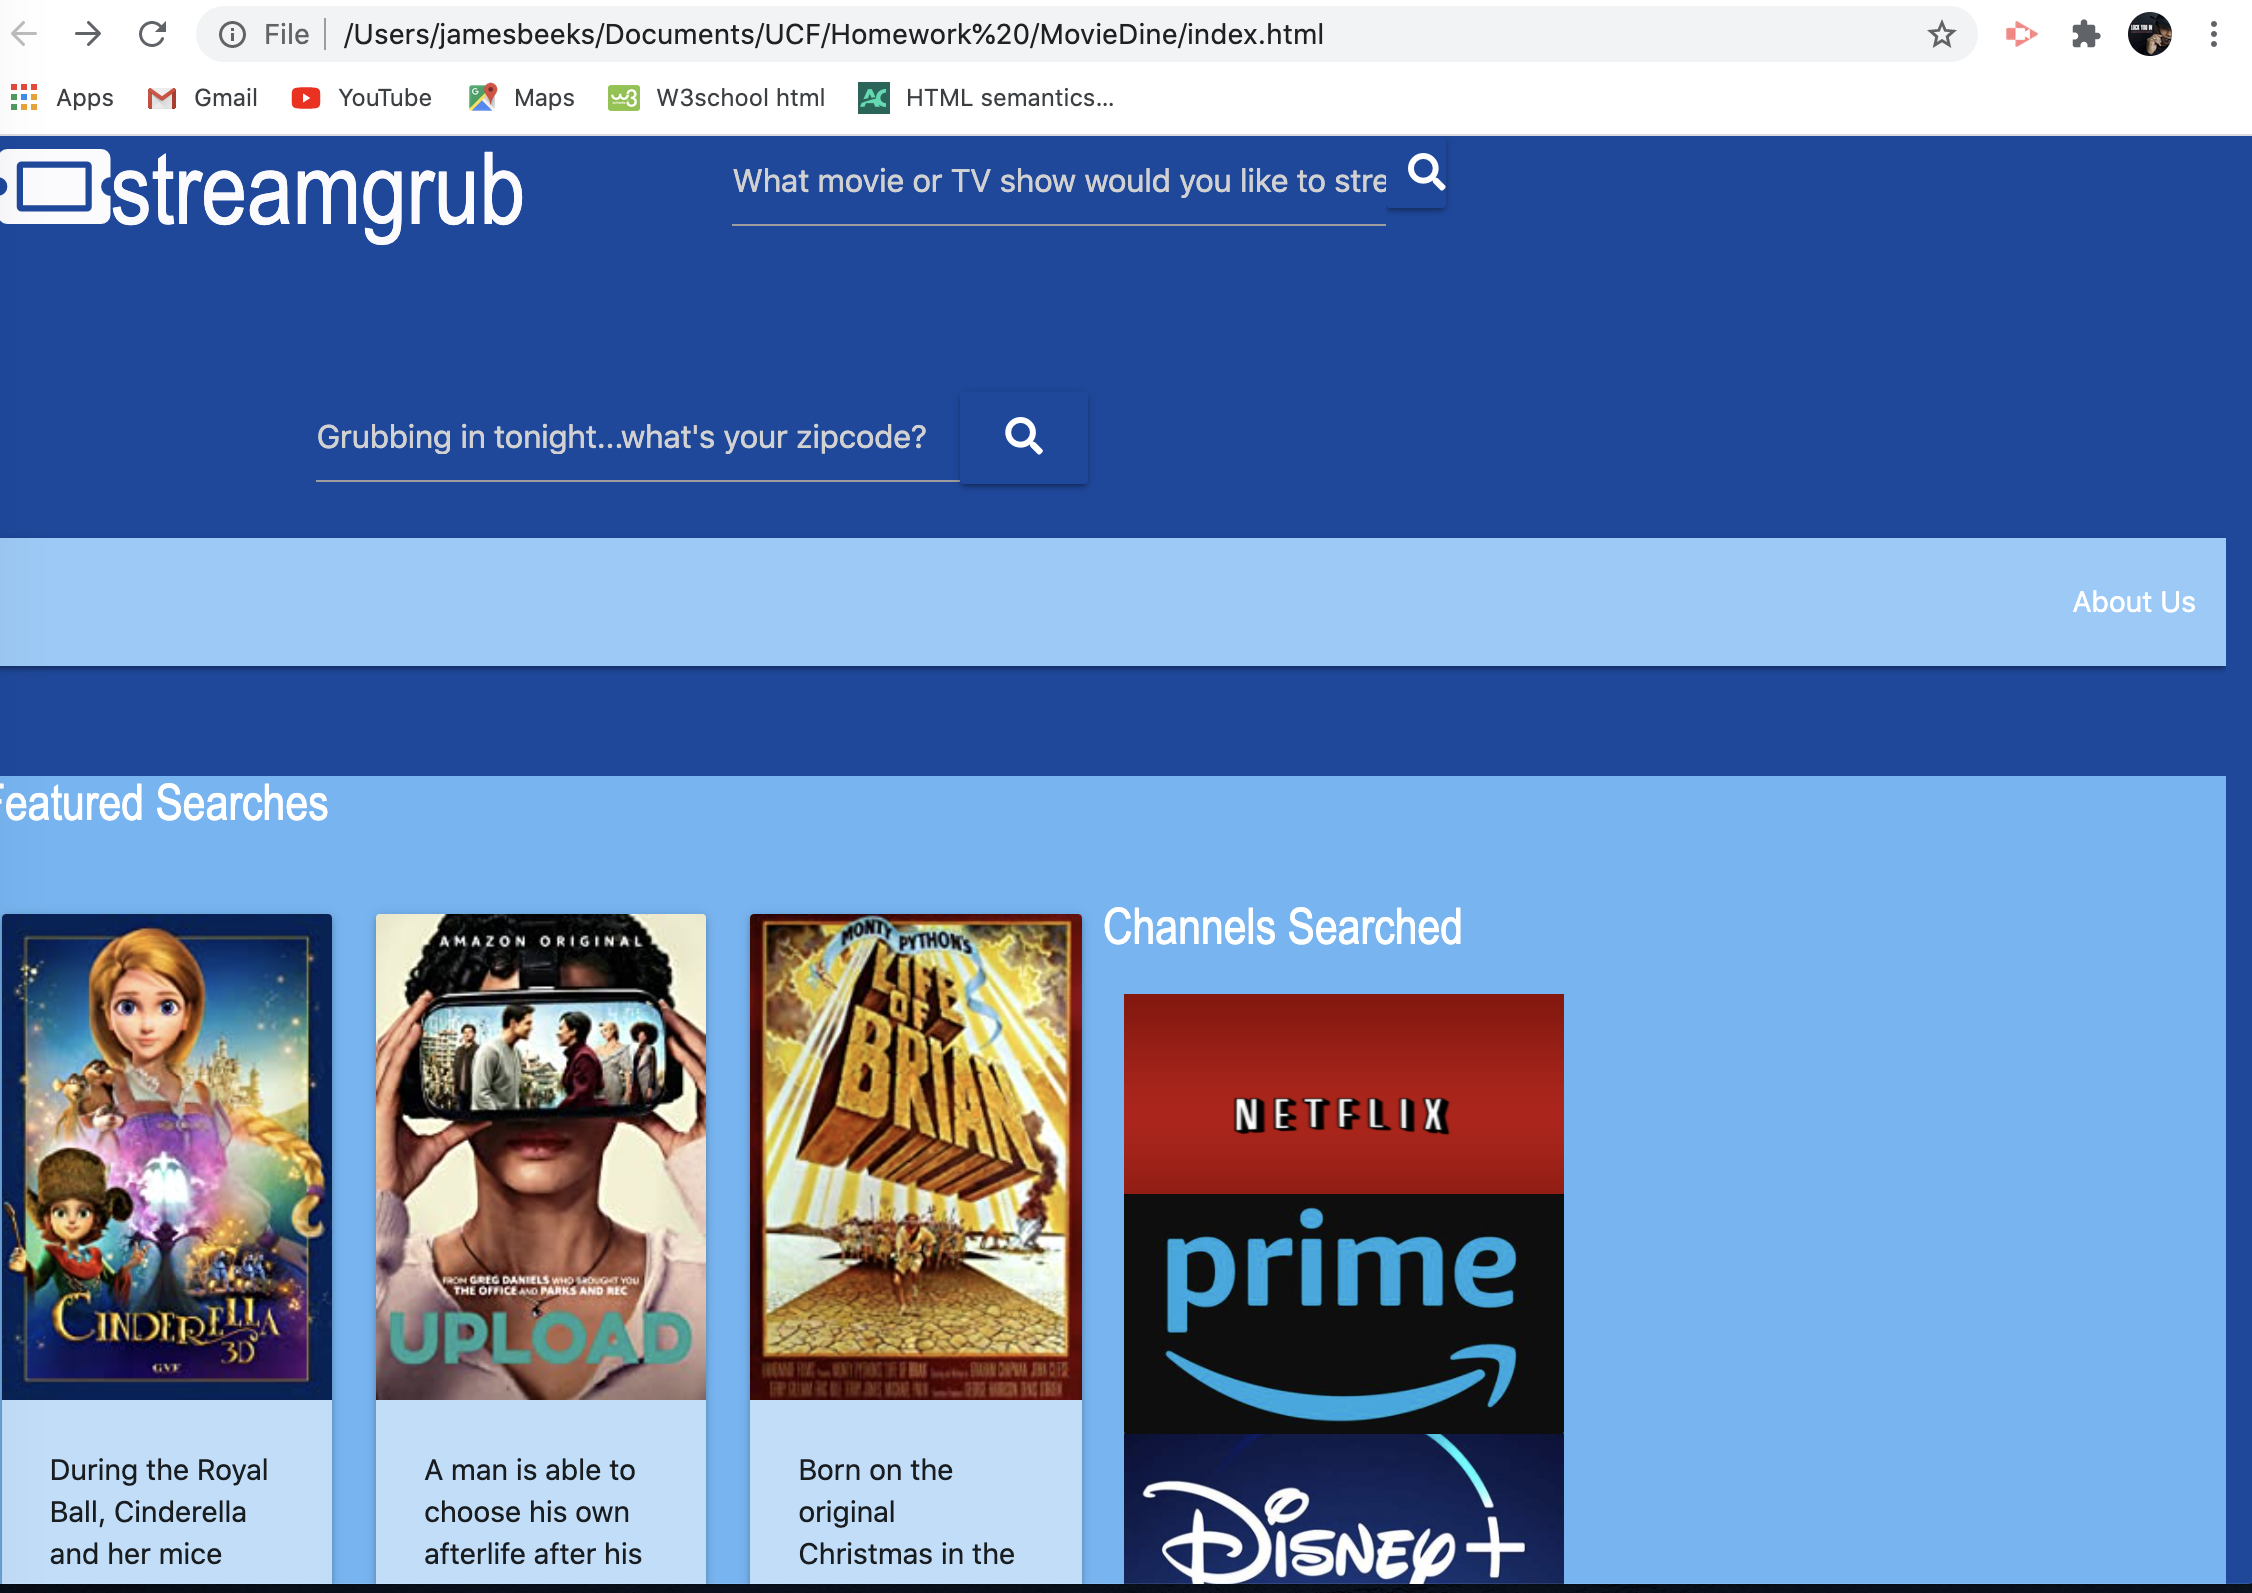 File | /Users/jamesbeeks/Documents/UCF/Homework%20/MovieDine/index.html
Apps Gmail YouTube Maps W3school html HTML semantics...
streamgrub
What movie or TV show would you like to stre
Grubbing in tonight...what's your zipcode?
About Us
Featured Searches
Channels Searched
CINDERELLA
3D
GVF
During the Royal
Ball, Cinderella
and her mice
AMAZON ORIGINAL
FROM GREG DANIELS WHO BROUGHT YOU
THE OFFICE AND PARKS AND REC
UPLOAD
A man is able to
choose his own
afterlife after his
MONTY PYTHON'S
LIFE
OF
BRIAN
Born on the
original
Christmas in the
NETFLIX
prime
Disney+